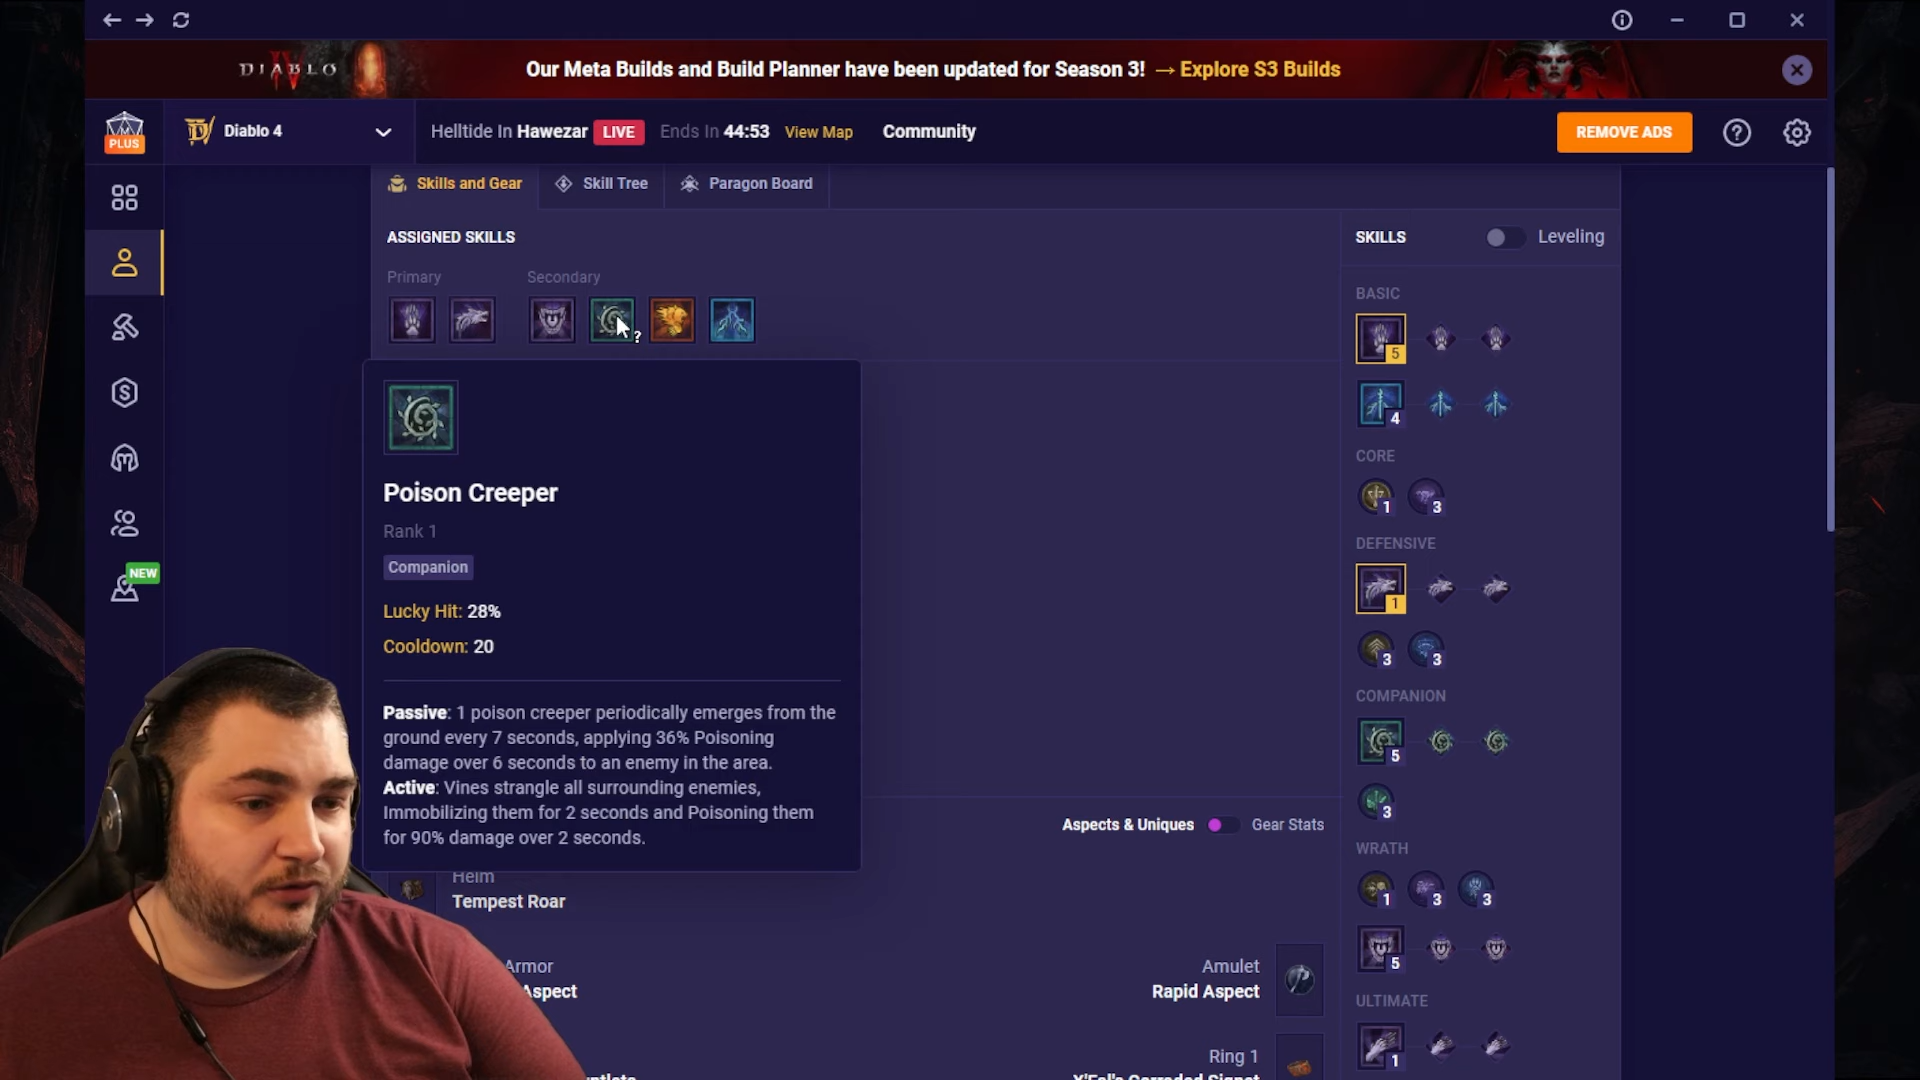 DIABLO
IV
Our Meta Builds and Build Planner have been updated for Season 3! → Explore S3 Builds
M
PLUS
Diablo 4
Helltide In Hawezar LIVE Ends In 44:53 View Map
Community
REMOVE ADS
Skills and Gear
Skill Tree
Paragon Board
ASSIGNED SKILLS
SKILLS
Leveling
Primary
Secondary
BASIC
5
4
CORE
1
3
DEFENSIVE
1
3
3
COMPANION
5
3
WRATH
1
3
3
5
ULTIMATE
1
NEW
Poison Creeper
Rank 1
Companion
Lucky Hit: 28%
Cooldown: 20
Passive: 1 poison creeper periodically emerges from the
ground every 7 seconds, applying 36% Poisoning
damage over 6 seconds to an enemy in the area.
Active: Vines strangle all surrounding enemies,
Immobilizing them for 2 seconds and Poisoning them
for 90% damage over 2 seconds.
Aspects & Uniques
Gear Stats
Helm
Tempest Roar
Armor
Aspect
Amulet
Rapid Aspect
Ring 1
X'Fal's Corroded Signet